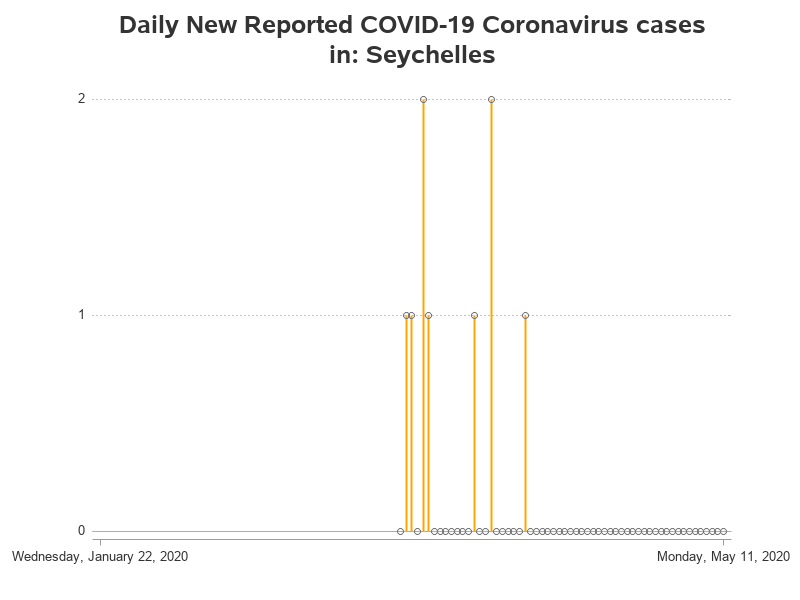 Daily New Reported COVID-19 Coronavirus cases
in: Seychelles
2
1
0
Wednesday, January 22, 2020
Monday, May 11, 2020